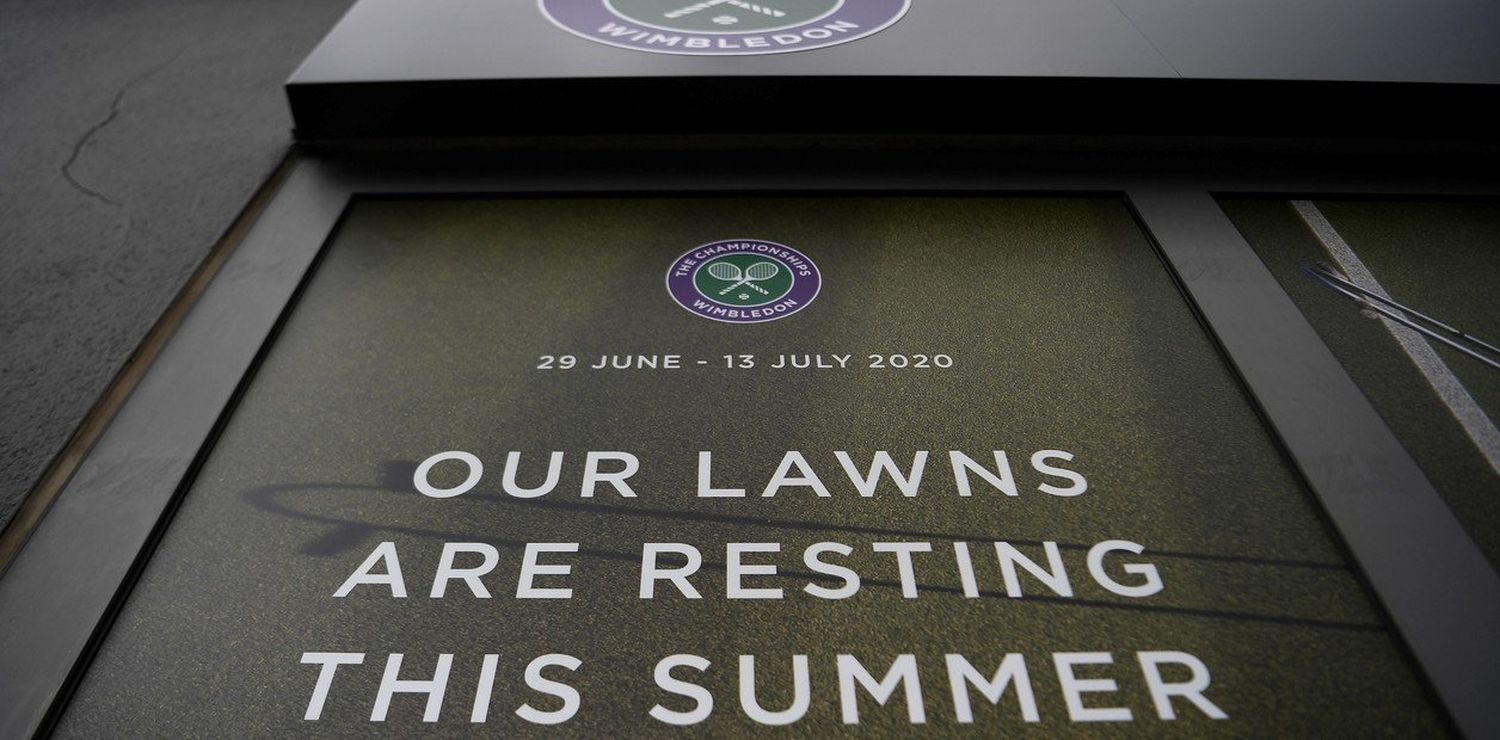 WIMBLEDON
THE CHAMPIONSHIPS
WIMBLEDON
29 JUNE - 13 JULY 2020
OUR LAWNS
ARE RESTING
THIS SUMMER